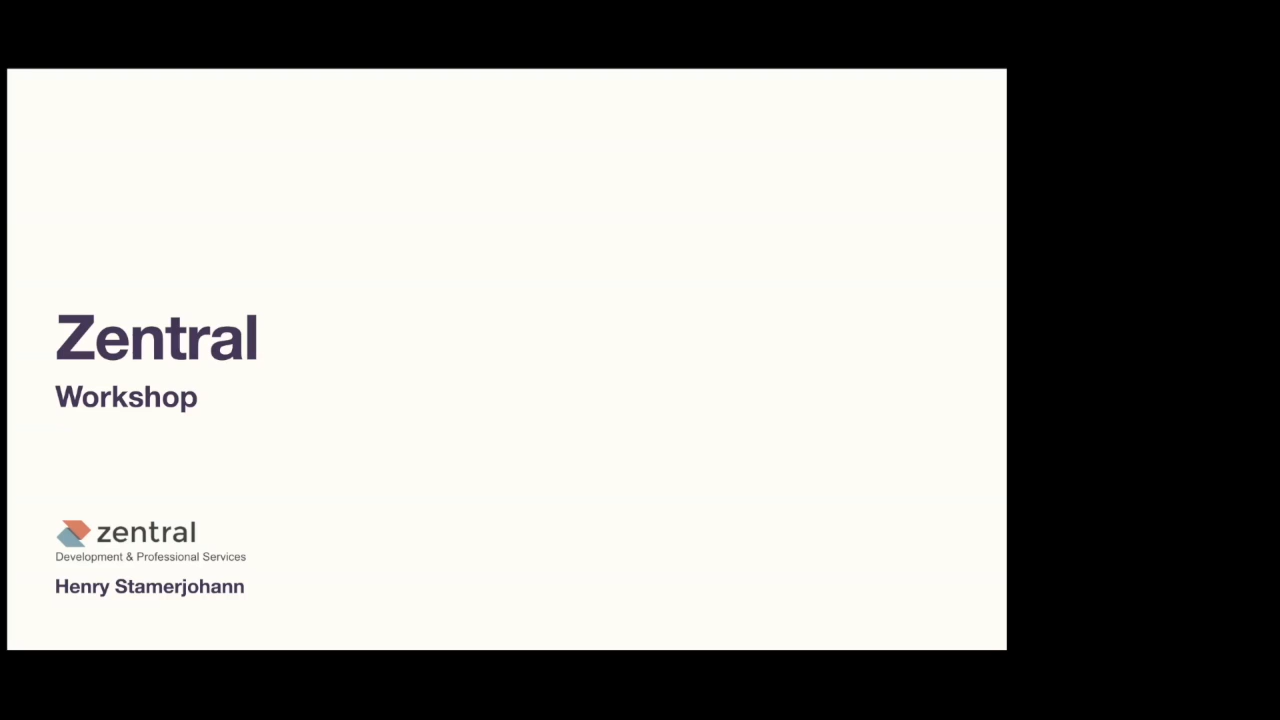 Zentral
Workshop
zentral
Development & Professional Services
Henry Stamerjohann